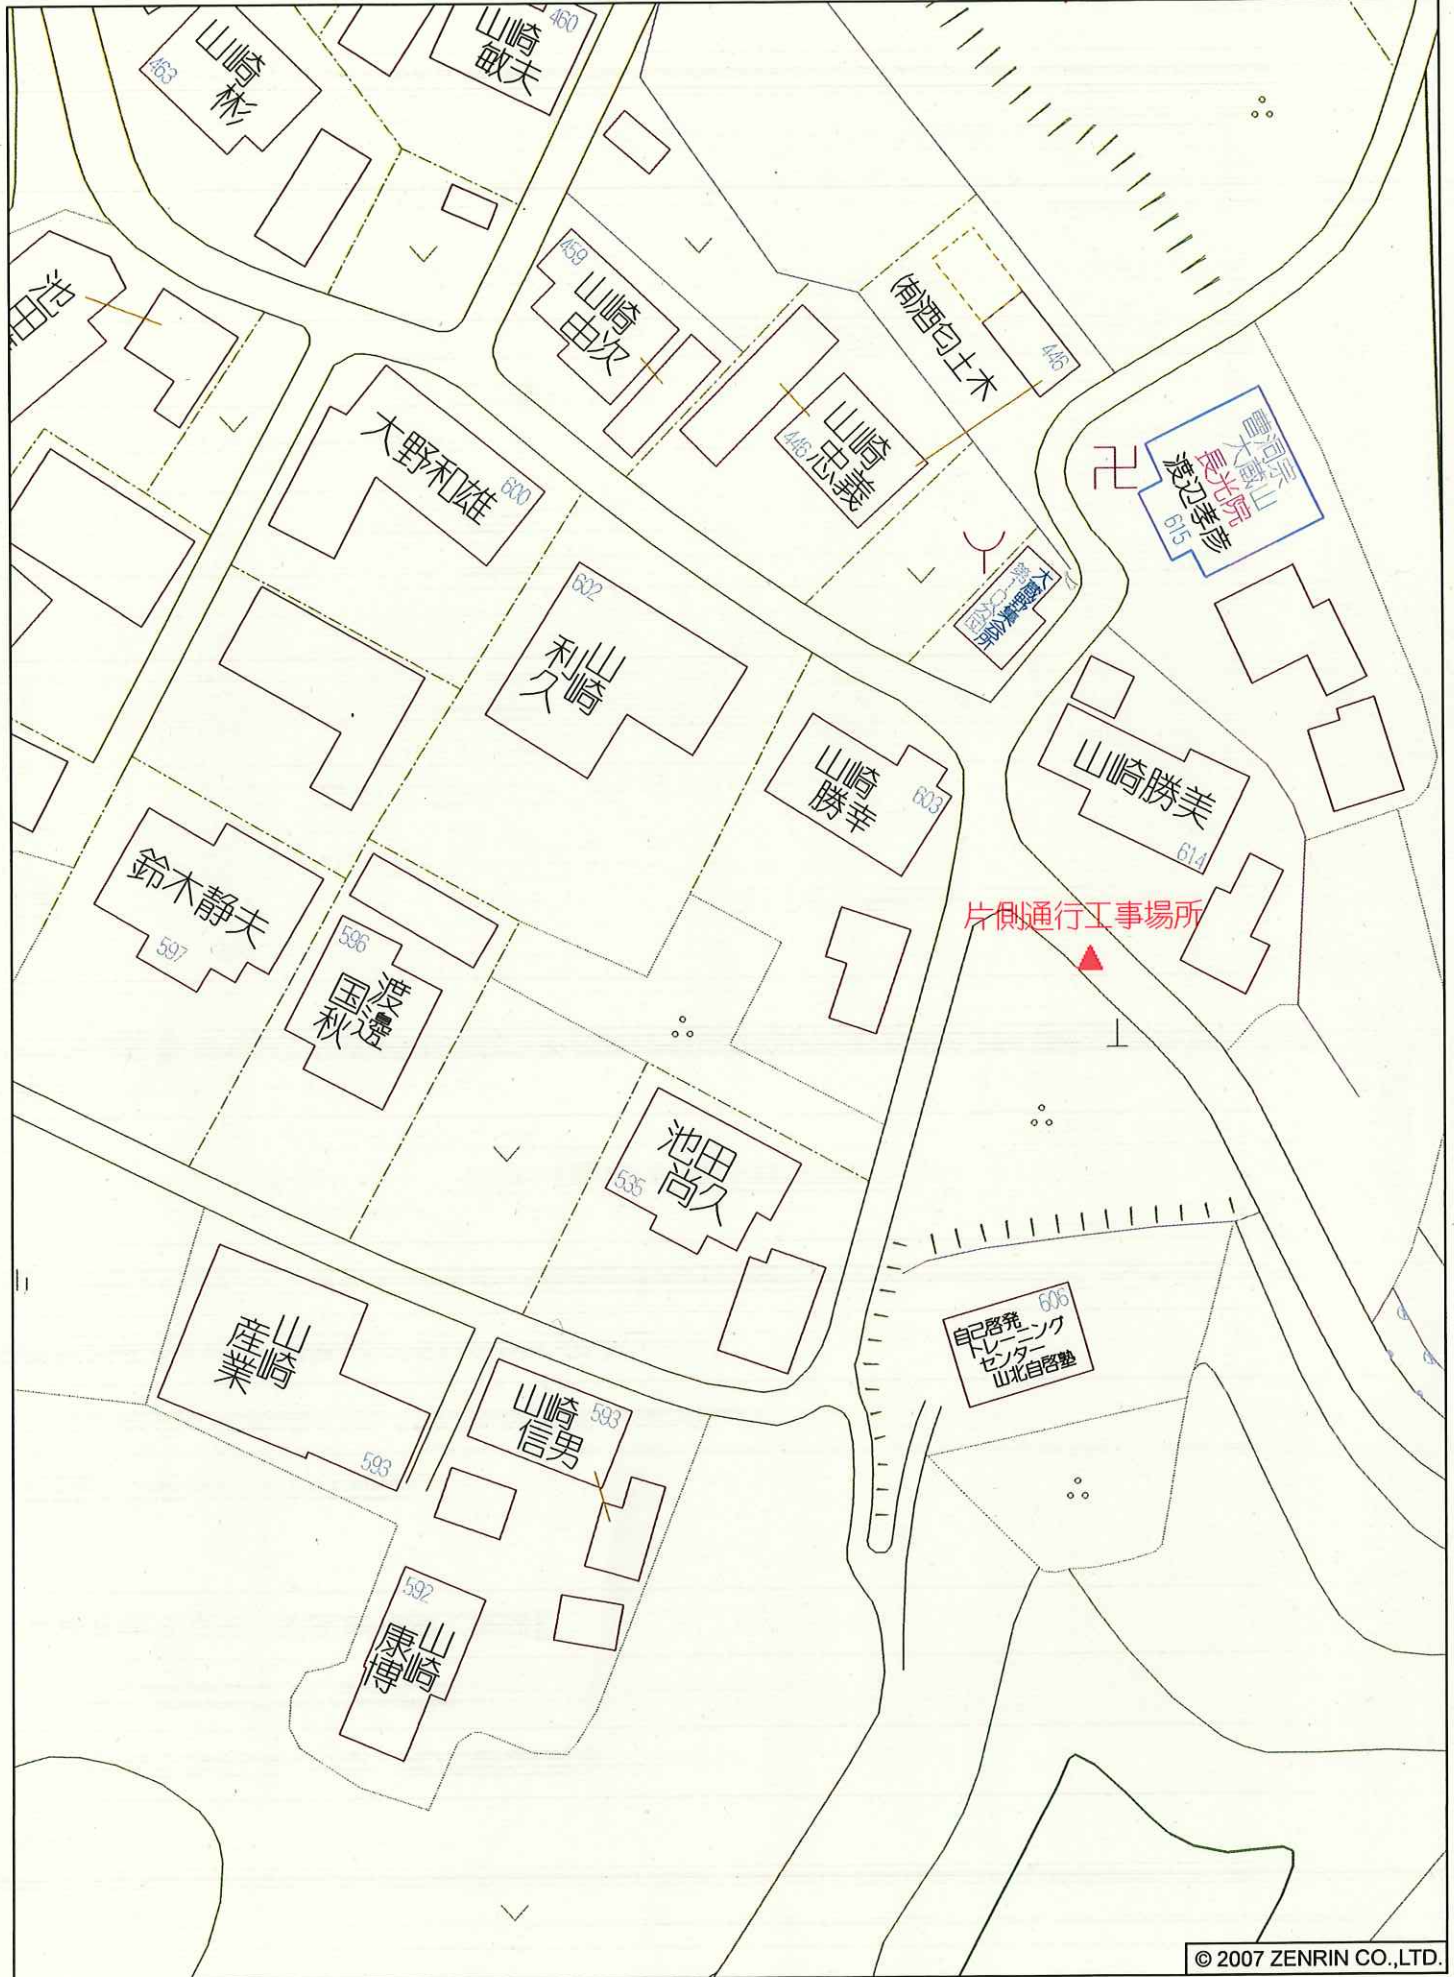 460
山崎
敏夫
山崎
彬
463
459
山崎
由次
池田
(有)酒匂土木
446
山崎
忠義
446
曹洞宗
大蔵山
長光院
渡辺孝彦
615
大野和雄
600
大蔵野集会所
602
山崎
利久
山崎
勝幸
603
山崎勝美
614
鈴木静夫
597
片側通行工事場所
596
渡邊
国秋
池田
尚久
535
山崎
産業
593
606
自己啓発
トレーニング
センター
山北自啓塾
山崎
信男
593
592
山崎
康博
© 2007 ZENRIN CO.,LTD.